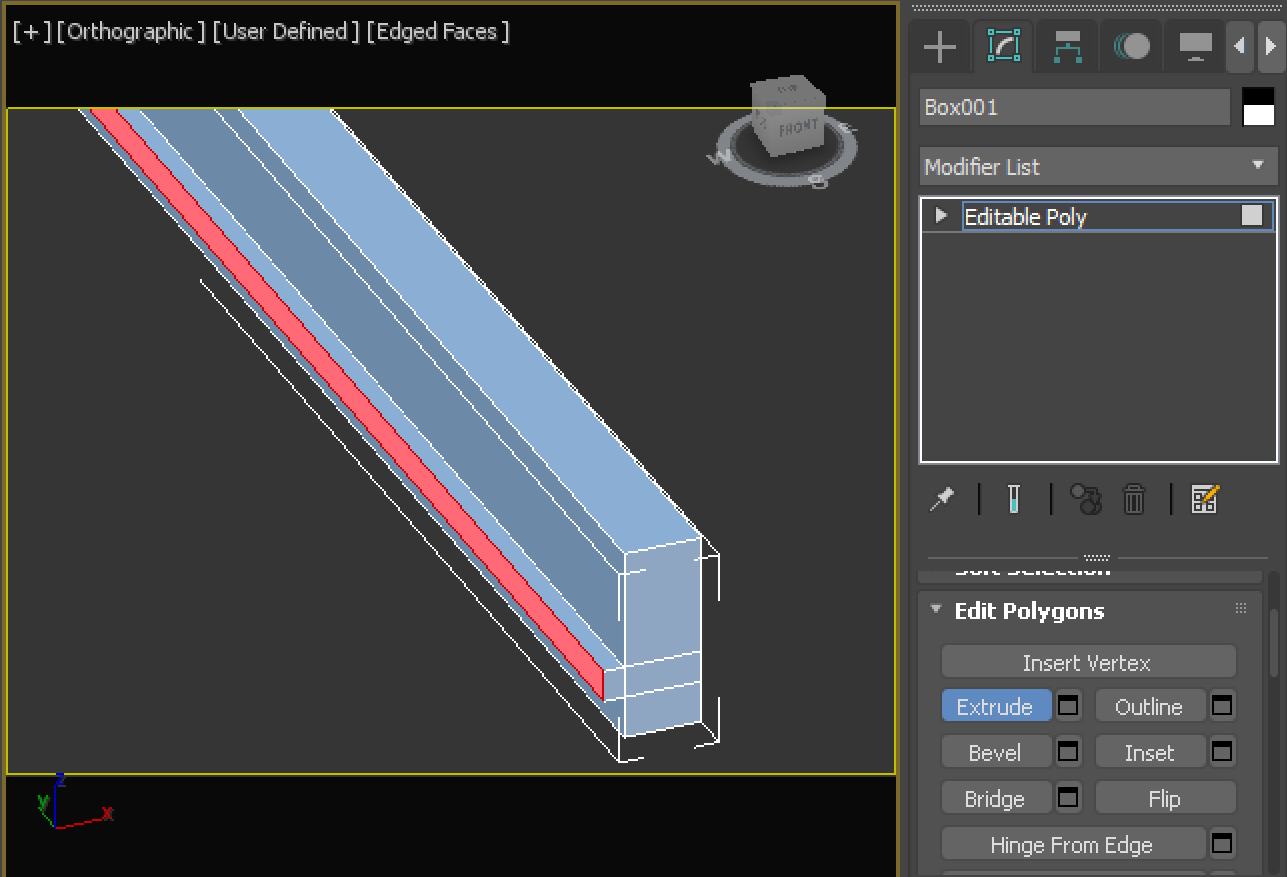 [+] [Orthographic ] [User Defined ] [Edged Faces ]
FRONT
W
S
Z
y
x
Box001
Modifier List
Editable Poly
Soft Selection
Edit Polygons
Insert Vertex
Extrude Outline
Bevel Inset
Bridge Flip
Hinge From Edge